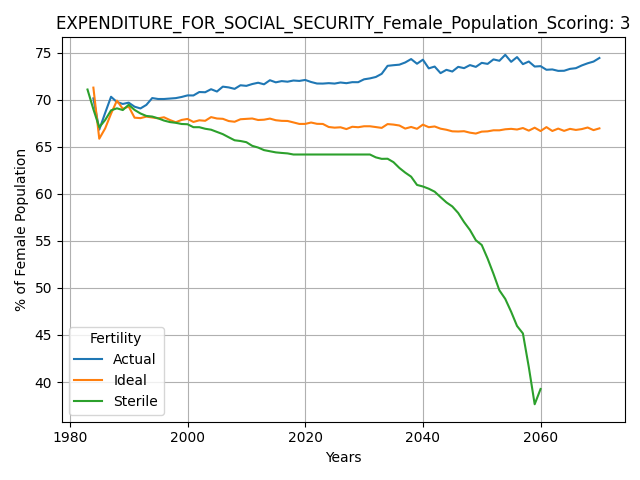 EXPENDITURE_FOR_SOCIAL_SECURITY_Female_Population_Scoring: 3
% of Female Population
75
70
65
60
55
50
45
40
Fertility
Actual
Ideal
Sterile
1980 2000 2020 2040 2060
Years